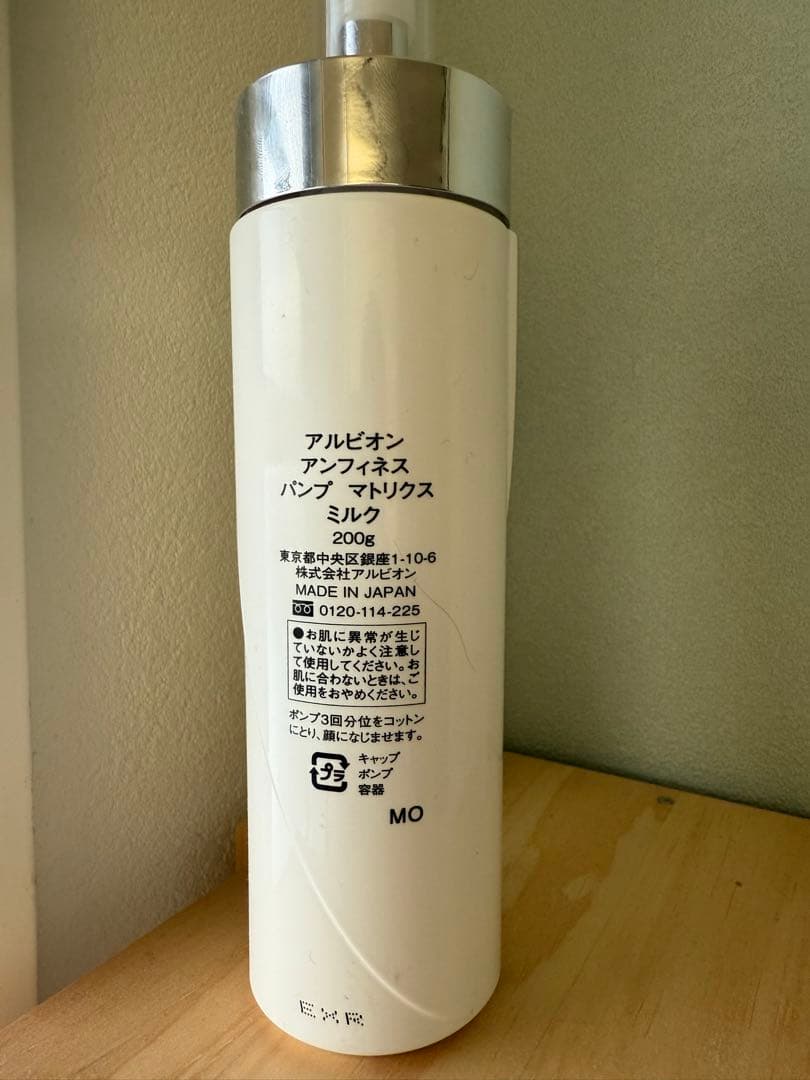 アルビオン
アンフィネス
パンプ マトリクス
ミルク
200g
東京都中央区銀座1-10-6
株式会社アルビオン
MADE IN JAPAN
0120-114-225
●お肌に異常が生じ
ていないかよく注意し
て使用してください。お
肌に合わないときは、ご
使用をおやめください。
ポンプ3回分位をコットン
にとり、顔になじませます。
プラ
キャップ
ポンプ
容器
MO
EXR